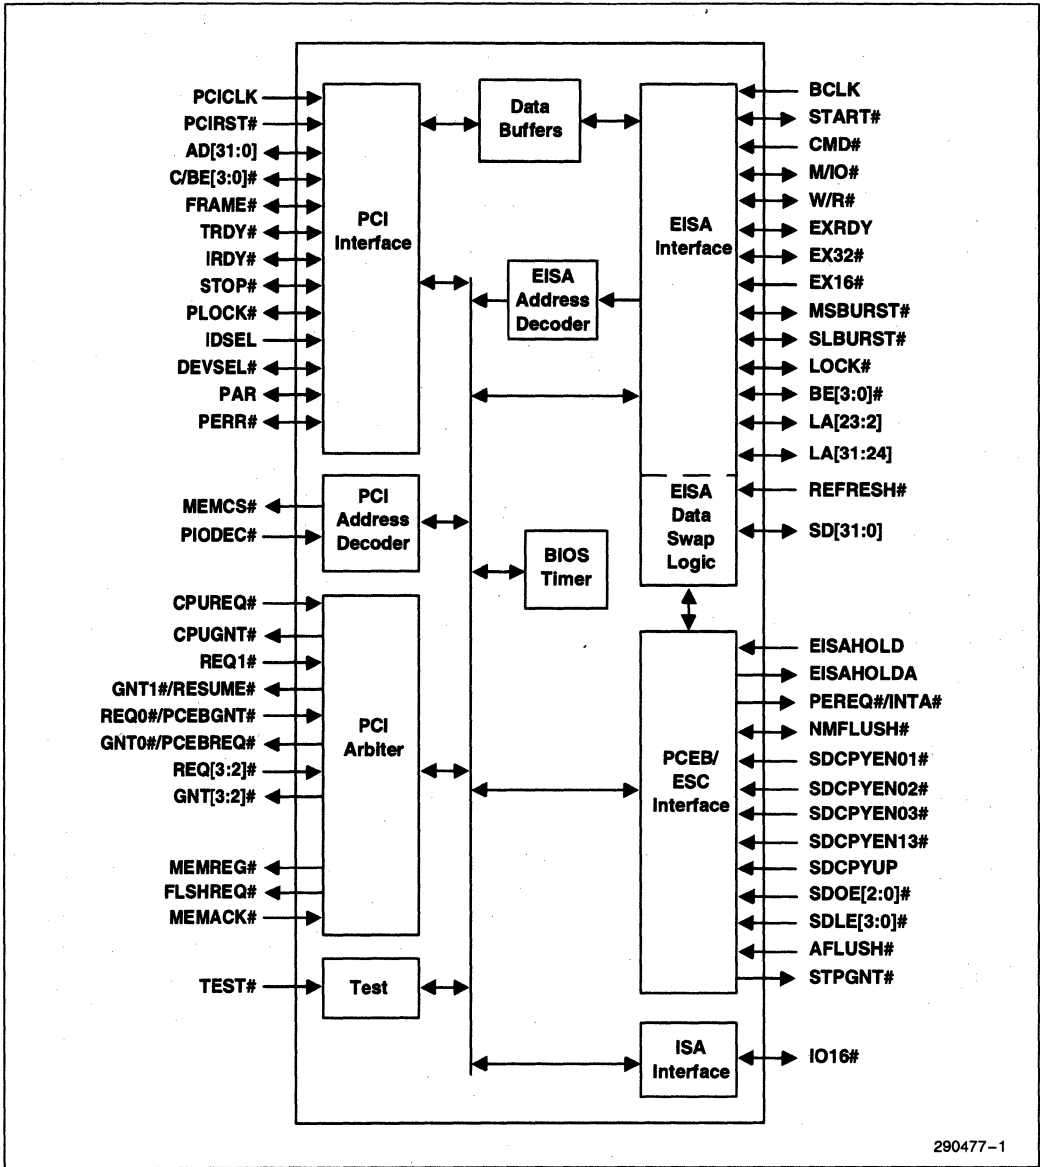 PCICLK
PCIRST#
AD[31:0]
C/BE[3:0]#
FRAME#
TRDY#
IRDY#
STOP#
PLOCK#
IDSEL
DEVSEL#
PAR
PERR#
MEMCS#
PIODEC#
CPUREQ#
CPUGNT#
REQ1#
GNT1#/RESUME#
REQ0#/PCEBGNT#
GNT0#/PCEBREQ#
REQ[3:2]#
GNT[3:2]#
MEMREG#
FLSHREQ#
MEMACK#
TEST#
PCI
Interface
PCI
Address
Decoder
PCI
Arbiter
Test
Data
Buffers
EISA
Address
Decoder
BIOS
Timer
EISA
Interface
EISA
Data
Swap
Logic
PCEB/
ESC
Interface
ISA
Interface
BCLK
START#
CMD#
M/IO#
W/R#
EXRDY
EX32#
EX16#
MSBURST#
SLBURST#
LOCK#
BE[3:0]#
LA[23:2]
LA[31:24]
REFRESH#
SD[31:0]
EISAHOLD
EISAHOLDA
PEREQ#/INTA#
NMFLUSH#
SDCPYEN01#
SDCPYEN02#
SDCPYEN03#
SDCPYEN13#
SDCPYUP
SDOE[2:0]#
SDLE[3:0]#
AFLUSH#
STPGNT#
IO16#
290477-1